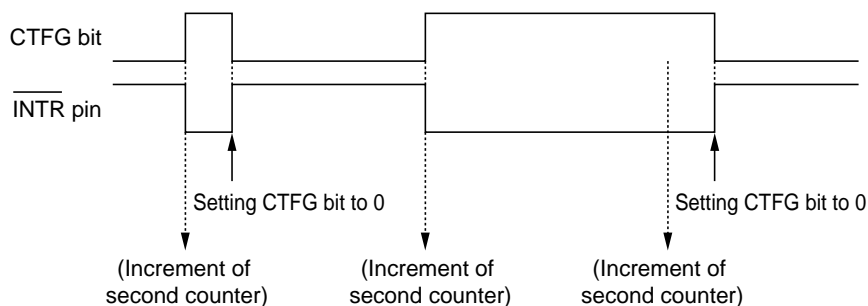 CTFG bit
INTR pin
Setting CTFG bit to 0
Setting CTFG bit to 0
(Increment of
second counter)
(Increment of
second counter)
(Increment of
second counter)